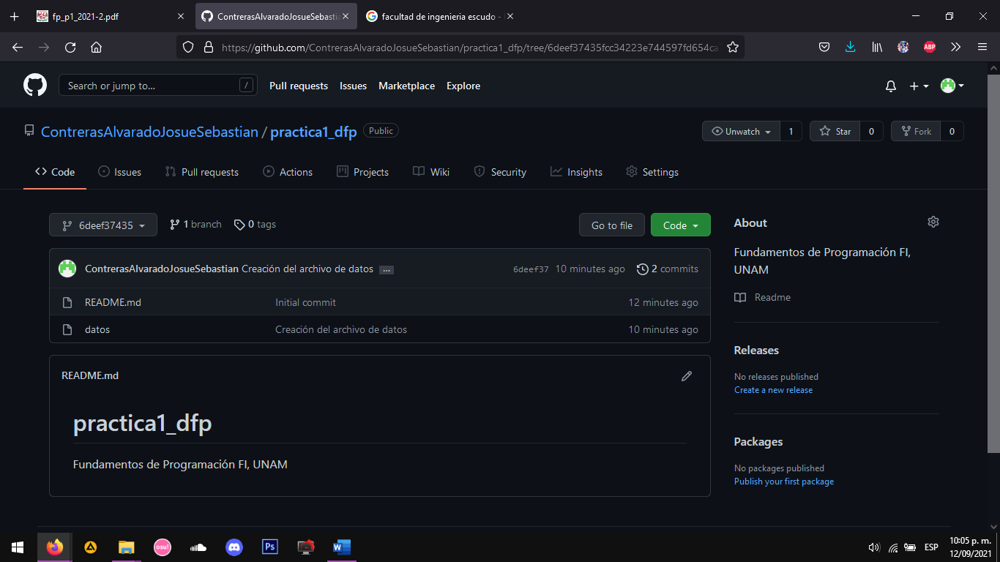 fp_p1_2021-2.pdf
ContrerasAlvaradoJosueSebastia
facultad de ingenieria escudo -
https://github.com/ContrerasAlvaradoJosueSebastian/practica1_dfp/tree/6deef37435fcc34223e744597fd654ca
ABP
Search or jump to... /
Pull requests Issues Marketplace Explore
ContrerasAlvaradoJosueSebastian / practica1_dfp Public
Unwatch 1 Star 0 Fork 0
Code Issues Pull requests Actions Projects Wiki Security Insights Settings
6deef37435 1 branch 0 tags Go to file Code
ContrerasAlvaradoJosueSebastian Creación del archivo de datos ... 6deef37 10 minutes ago 2 commits
README.md Initial commit 12 minutes ago
datos Creación del archivo de datos 10 minutes ago
README.md
practica1_dfp
Fundamentos de Programación FI, UNAM
About
Fundamentos de Programación FI,
UNAM
Readme
Releases
No releases published
Create a new release
Packages
No packages published
Publish your first package
osu!
Ps
W
ESP
10:05 p. m.
12/09/2021